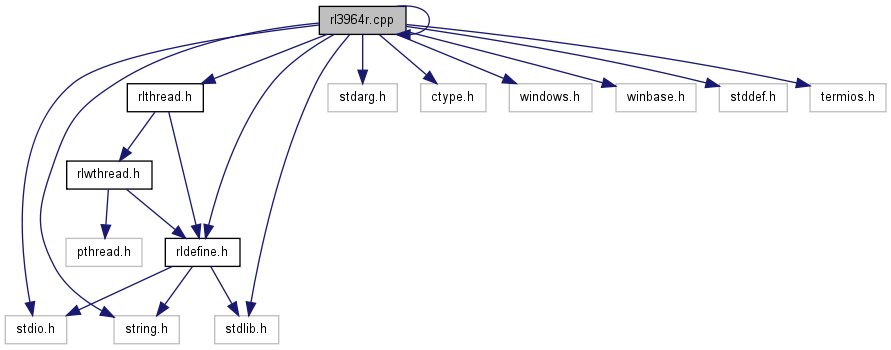 rl3964r.cpp
rlthread.h
stdarg.h
ctype.h
windows.h
winbase.h
stddef.h
termios.h
rlwthread.h
pthread.h
rldefine.h
stdio.h
string.h
stdlib.h